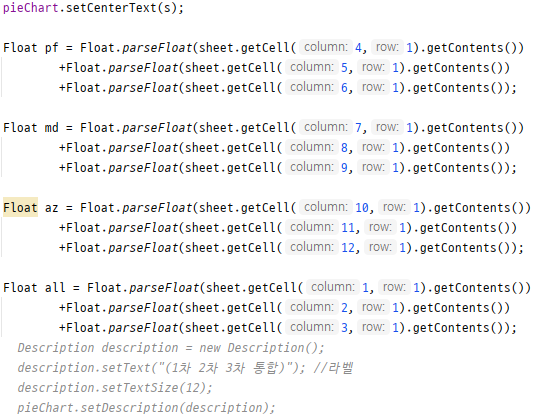 pieChart.setCenterText(s);
Float pf = Float.parseFloat(sheet.getCell( column: 4, row: 1).getContents())
+Float.parseFloat(sheet.getCell( column: 5, row: 1).getContents())
+Float.parseFloat(sheet.getCell( column: 6, row: 1).getContents());
Float md = Float.parseFloat(sheet.getCell( column: 7, row: 1).getContents())
+Float.parseFloat(sheet.getCell( column: 8, row: 1).getContents())
+Float.parseFloat(sheet.getCell( column: 9, row: 1).getContents());
Float az = Float.parseFloat(sheet.getCell( column: 10, row: 1).getContents())
+Float.parseFloat(sheet.getCell( column: 11, row: 1).getContents())
+Float.parseFloat(sheet.getCell( column: 12, row: 1).getContents());
Float all = Float.parseFloat(sheet.getCell( column: 1, row: 1).getContents())
+Float.parseFloat(sheet.getCell( column: 2, row: 1).getContents())
+Float.parseFloat(sheet.getCell( column: 3, row: 1).getContents());
Description description = new Description();
description.setText("(1차 2차 3차 통합)"); //라벨
description.setTextSize(12);
pieChart.setDescription(description);